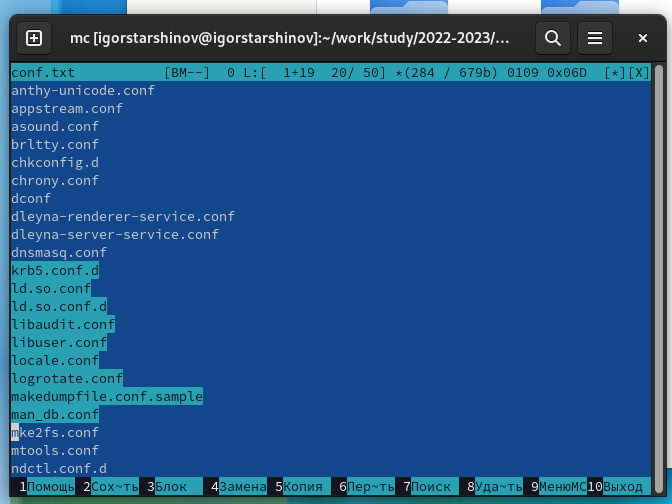 mc [igorstarshinov@igorstarshinov]:~/work/study/2022-2023/...
conf.txt [BM--] 0 L:[ 1+19 20/ 50] *(284 / 679b) 0109 0x06D [*][X]
anthy-unicode.conf
appstream.conf
asound.conf
brltty.conf
chkconfig.d
chrony.conf
dconf
dleyna-renderer-service.conf
dleyna-server-service.conf
dnsmasq.conf
krb5.conf.d
ld.so.conf
ld.so.conf.d
libaudit.conf
libuser.conf
locale.conf
logrotate.conf
makedumpfile.conf.sample
man_db.conf
mke2fs.conf
mtools.conf
ndctl.conf.d
1Помощь 2Сох~ть 3Блок 4Замена 5Копия 6Пер~ть 7Поиск 8Уда~ть 9МенюMC 10Выход